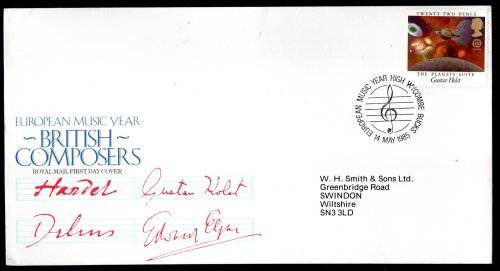 TWENTY TWO PENCE
THE PLANETS SUITE
Gustav Holst
EUROPEAN MUSIC YEAR HIGH WYCOMBE BUCKS
14 MAY 1985
EUROPEAN MUSIC YEAR
~BRITISH~
COMPOSERS
ROYAL MAIL FIRST DAY COVER
Handel Gustav Holst
Delius Edward Elgar
W. H. Smith & Sons Ltd.
Greenbridge Road
SWINDON
Wiltshire
SN3 3LD